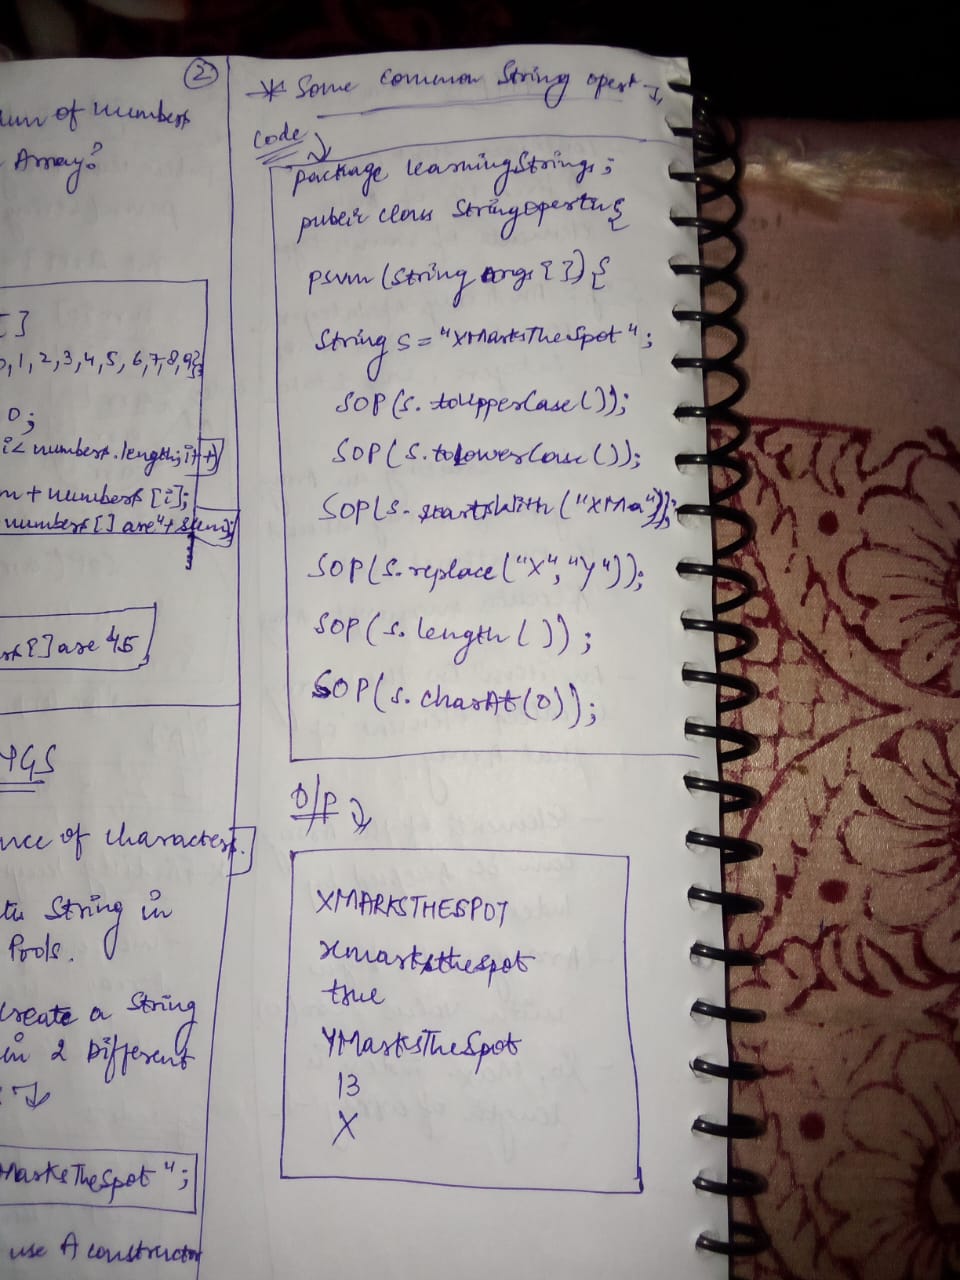 ②
um of numbers
Array?
[]
0,1,2,3,4,5,6,7,8,9};
0;
i< numbers.length;i++)
m + numbers [i];
numbers[] are"+sum);
rs[] are 45
NGS
nce of characters.
String in
Pools.
create a String
in 2 Different
MarksTheSpot";
use A constructor
* Some common String operatn
Code
package learningStrings;
public class StringOperatn{
psvm (String args []) {
String s = "XMarksTheSpot";
SOP (s. toUpperCase ());
SOP (s. toLowerCase ());
SOP (s. startsWith ("XMa"));
SOP (s. replace ("X","Y"));
SOP (s. length ( )) ;
SOP (s. charAt (0));
O/P
XMARKSTHESPOT
xmarksthespot
true
YMarksTheSpot
13
X